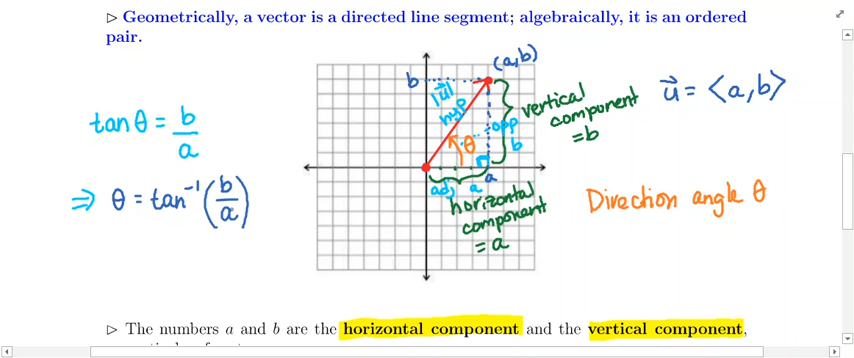 ▷ Geometrically, a vector is a directed line segment; algebraically, it is an ordered
pair.
(a,b)
b
|u⃗|
hyp
opp
b
θ
adj
a
a
vertical
component
=b
horizontal
component
=a
u⃗ = <a,b>
tanθ = b/a
⇒ θ = tan⁻¹(b/a)
Direction angle θ
▷ The numbers a and b are the horizontal component and the vertical component,